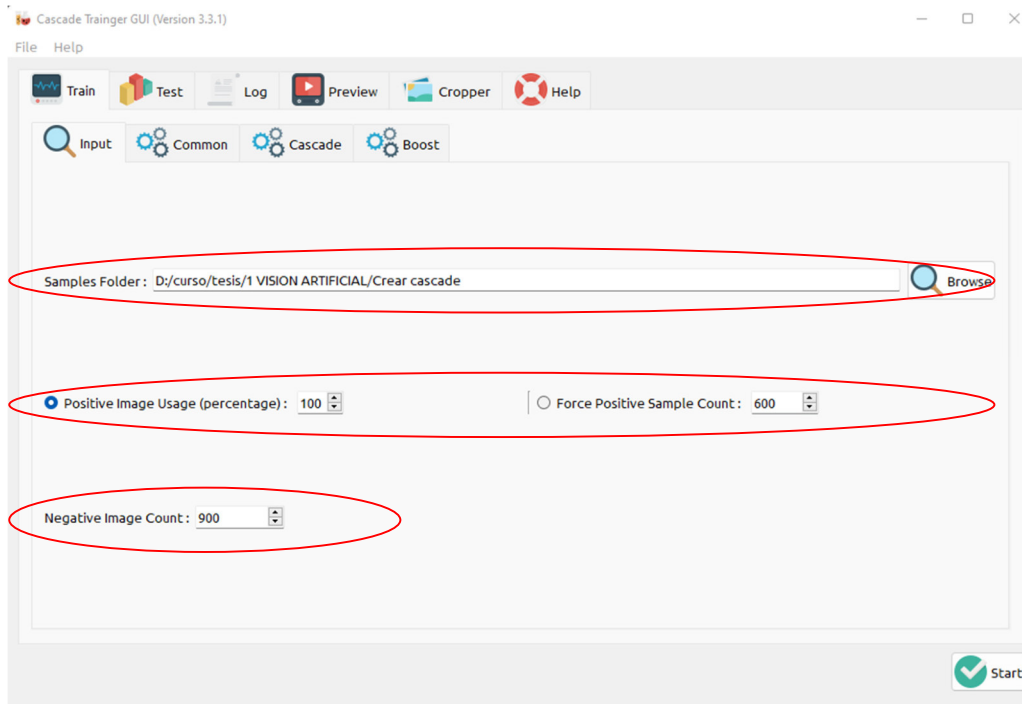 Cascade Trainger GUI (Version 3.3.1)
File Help
Train Test Log Preview Cropper Help
Input Common Cascade Boost
Samples Folder : D:/curso/tesis/1 VISION ARTIFICIAL/Crear cascade Browse
Positive Image Usage (percentage) : 100 Force Positive Sample Count : 600
Negative Image Count : 900
Start